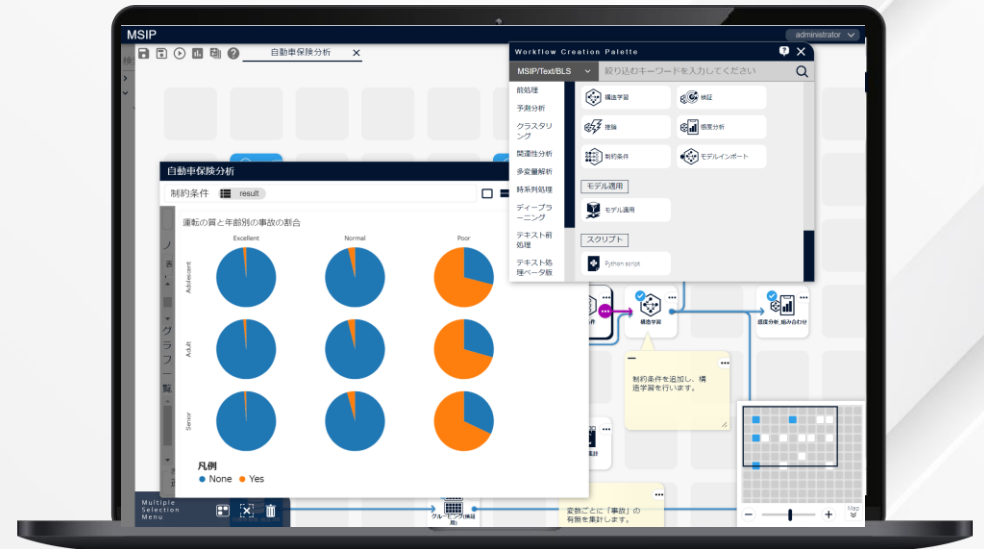 MSIP
administrator
自動車保険分析
Workflow Creation Palette
MSIP/Text/BLS
絞り込むキーワードを入力してください
前処理
予測分析
クラスタリ
ング
関連性分析
多変量解析
時系列処理
ディープラ
ーニング
テキスト前
処理
テキスト処
理ベータ版
構造学習
検証
推論
感度分析
制約条件
モデルインポート
モデル適用
モデル適用
スクリプト
Python script
自動車保険分析
制約条件
result
運転の質と年齢別の事故の割合
Excellent
Normal
Poor
Adolescent
Adult
Senior
グラフ一覧
凡例
None
Yes
構造学習
感度分析_組み合わせ
制約条件を追加し、構
造学習を行います。
変数ごとに「事故」の
有無を集計します。
Multiple
Selection
Menu
Map